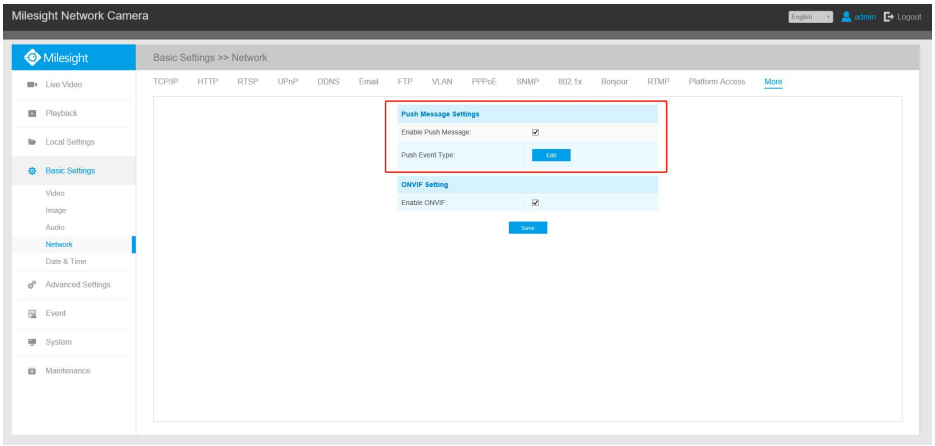 Milesight Network Camera
English admin Logout
Milesight
Basic Settings >> Network
TCP/IP HTTP RTSP UPnP DDNS Email FTP VLAN PPPoE SNMP 802.1x Bonjour RTMP Platform Access More
Live Video
Playback
Local Settings
Basic Settings
Video
Image
Audio
Network
Date & Time
Advanced Settings
Event
System
Maintenance
Push Message Settings
Enable Push Message:
Push Event Type: Edit
ONVIF Setting
Enable ONVIF:
Save